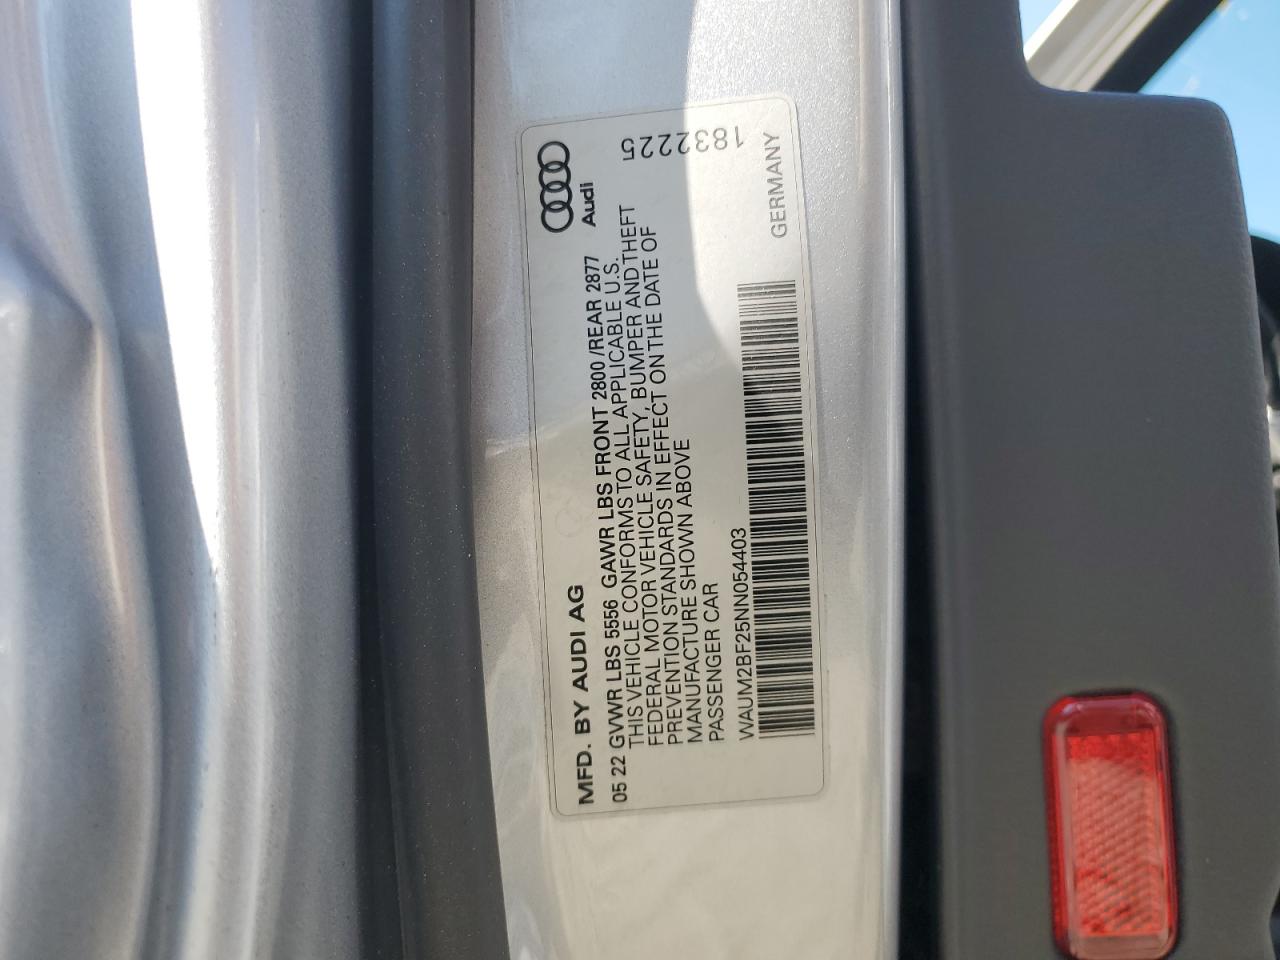 MFD. BY AUDI AG
Audi
05 22 GVWR LBS 5556 GAWR LBS FRONT 2800 /REAR 2877
THIS VEHICLE CONFORMS TO ALL APPLICABLE U.S.
FEDERAL MOTOR VEHICLE SAFETY, BUMPER AND THEFT
PREVENTION STANDARDS IN EFFECT ON THE DATE OF
MANUFACTURE SHOWN ABOVE
PASSENGER CAR
WAUM2BF25NN054403
1832225
GERMANY